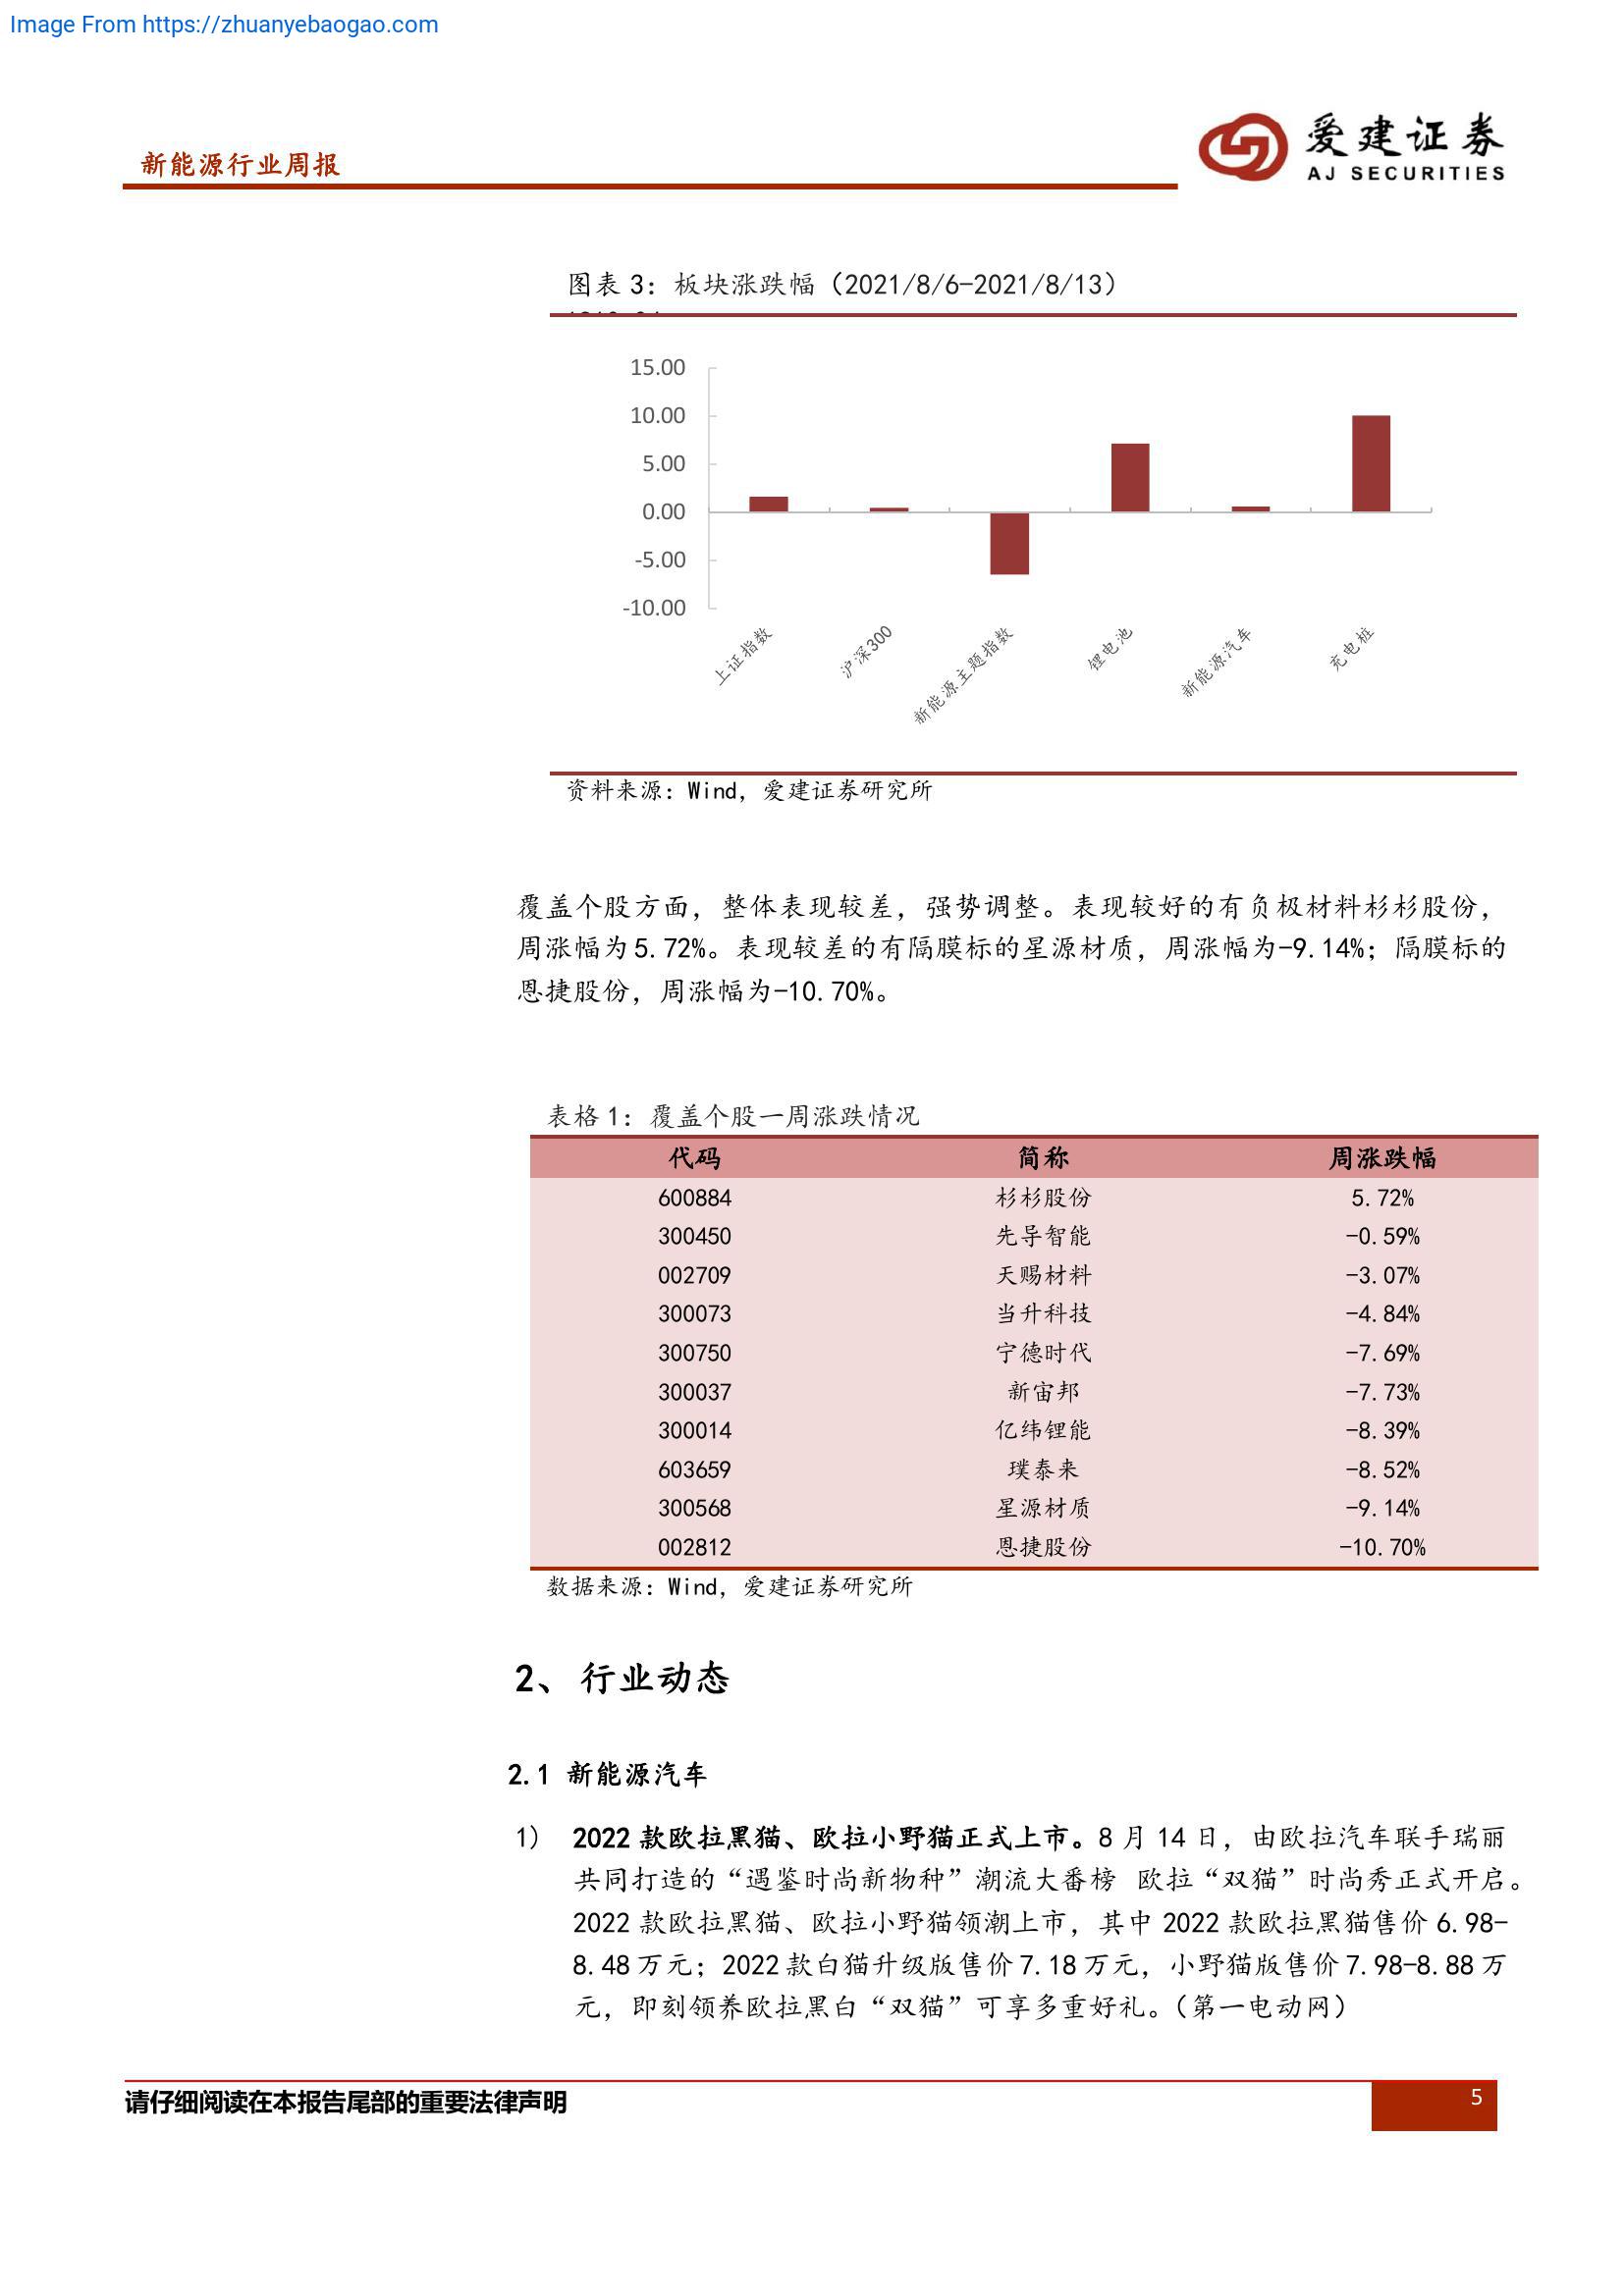 Image From https://zhuanyebaogao.com
新能源行业周报
爱建证券
AJ SECURITIES
图表 3：板块涨跌幅（2021/8/6-2021/8/13）
15.00
10.00
5.00
0.00
-5.00
-10.00
上证指数
沪深300
新能源主题指数
锂电池
新能源汽车
充电桩
资料来源：Wind，爱建证券研究所
覆盖个股方面，整体表现较差，强势调整。表现较好的有负极材料杉杉股份，
周涨幅为 5.72%。表现较差的有隔膜标的星源材质，周涨幅为-9.14%；隔膜标的
恩捷股份，周涨幅为-10.70%。
表格 1：覆盖个股一周涨跌情况
代码 简称 周涨跌幅
600884 杉杉股份 5.72%
300450 先导智能 -0.59%
002709 天赐材料 -3.07%
300073 当升科技 -4.84%
300750 宁德时代 -7.69%
300037 新宙邦 -7.73%
300014 亿纬锂能 -8.39%
603659 璞泰来 -8.52%
300568 星源材质 -9.14%
002812 恩捷股份 -10.70%
数据来源：Wind，爱建证券研究所
2、 行业动态
2.1 新能源汽车
1) 2022 款欧拉黑猫、欧拉小野猫正式上市。8 月 14 日，由欧拉汽车联手瑞丽
共同打造的“遇鉴时尚新物种”潮流大番榜 欧拉“双猫”时尚秀正式开启。
2022 款欧拉黑猫、欧拉小野猫领潮上市，其中 2022 款欧拉黑猫售价 6.98-
8.48 万元；2022 款白猫升级版售价 7.18 万元，小野猫版售价 7.98-8.88 万
元，即刻领养欧拉黑白“双猫”可享多重好礼。（第一电动网）
请仔细阅读在本报告尾部的重要法律声明
5